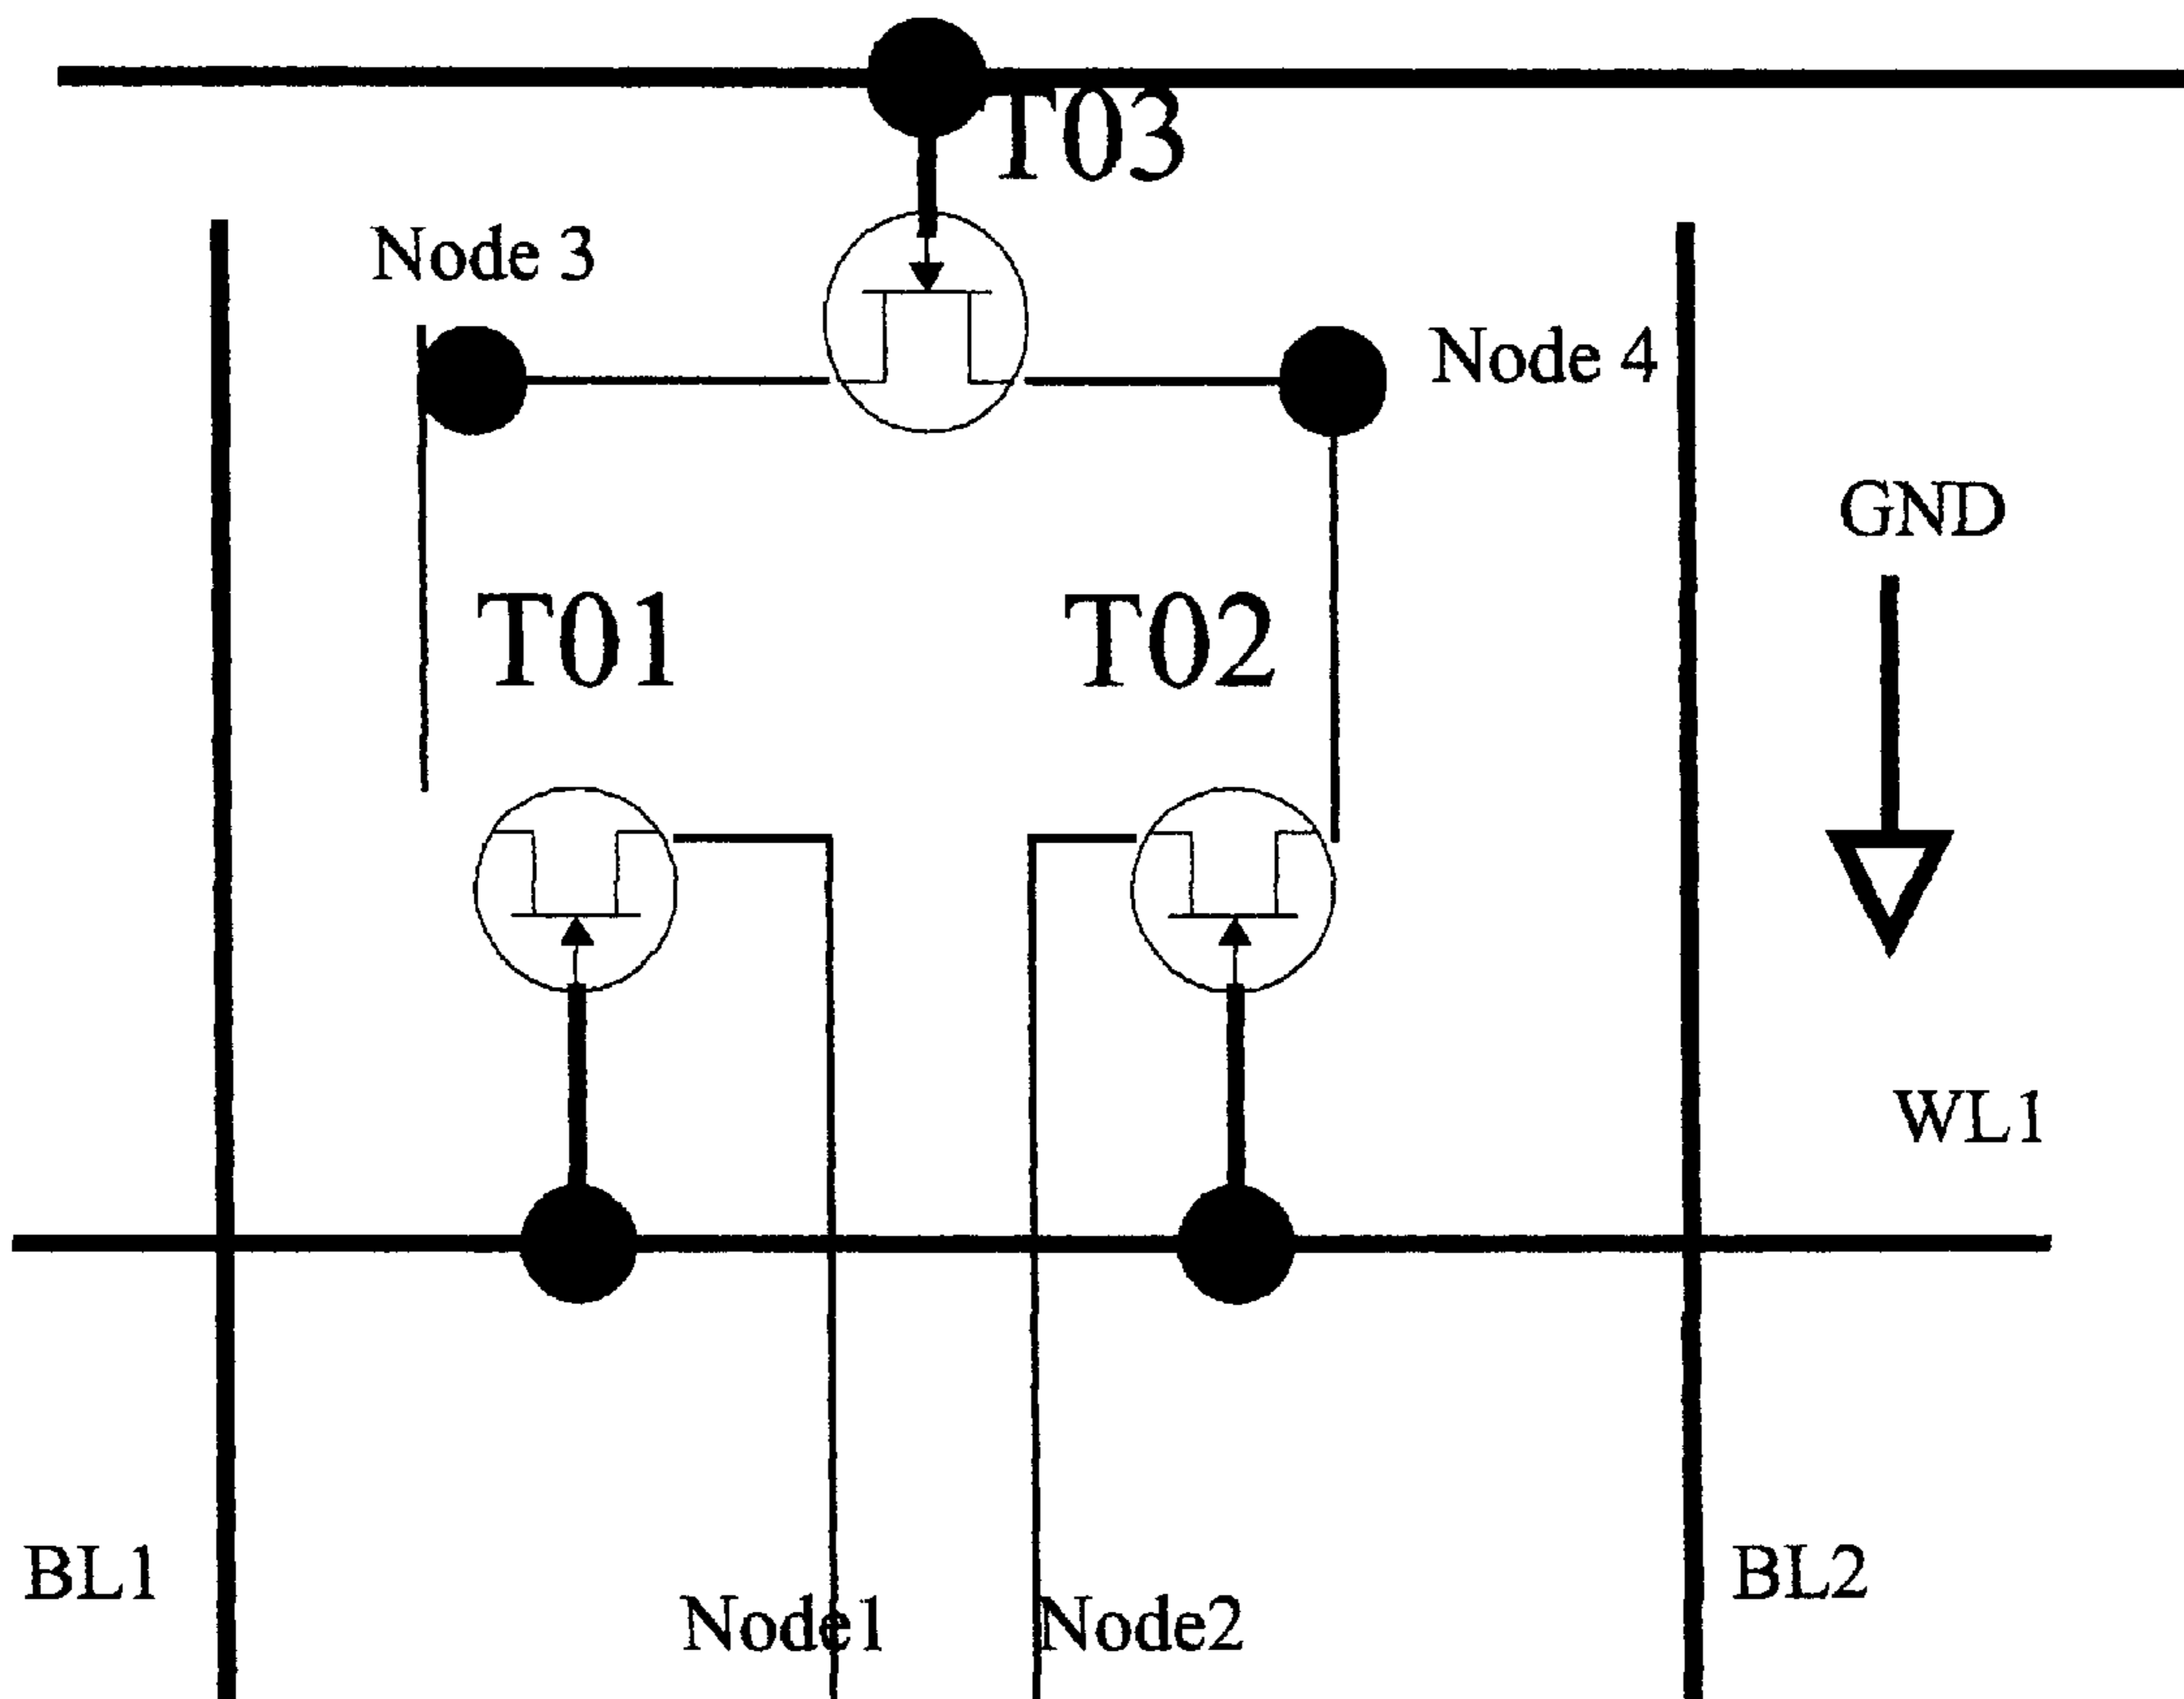 T03
Node 3
Node 4
GND
T01
T02
WL1
BL1
BL2
Node1
Node2